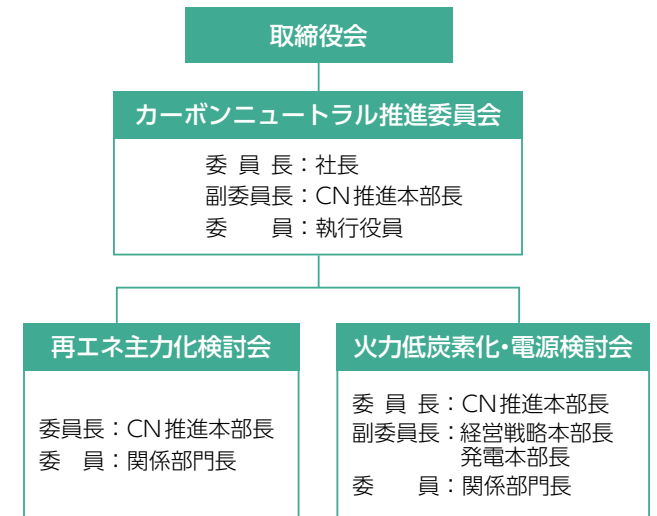 取締役会
カーボンニュートラル推進委員会
委員長：社長
副委員長：CN推進本部長
委　　員：執行役員
再エネ主力化検討会
委員長：CN推進本部長
委　員：関係部門長
火力低炭素化・電源検討会
委員長：CN推進本部長
副委員長：経営戦略本部長
発電本部長
委　　員：関係部門長